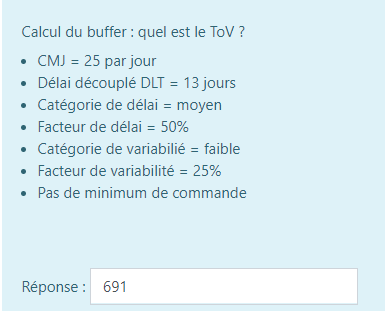 Calcul du buffer : quel est le ToV ?
• CMJ = 25 par jour
• Délai découplé DLT = 13 jours
• Catégorie de délai = moyen
• Facteur de délai = 50%
• Catégorie de variabilié = faible
• Facteur de variabilité = 25%
• Pas de minimum de commande
Réponse : 691